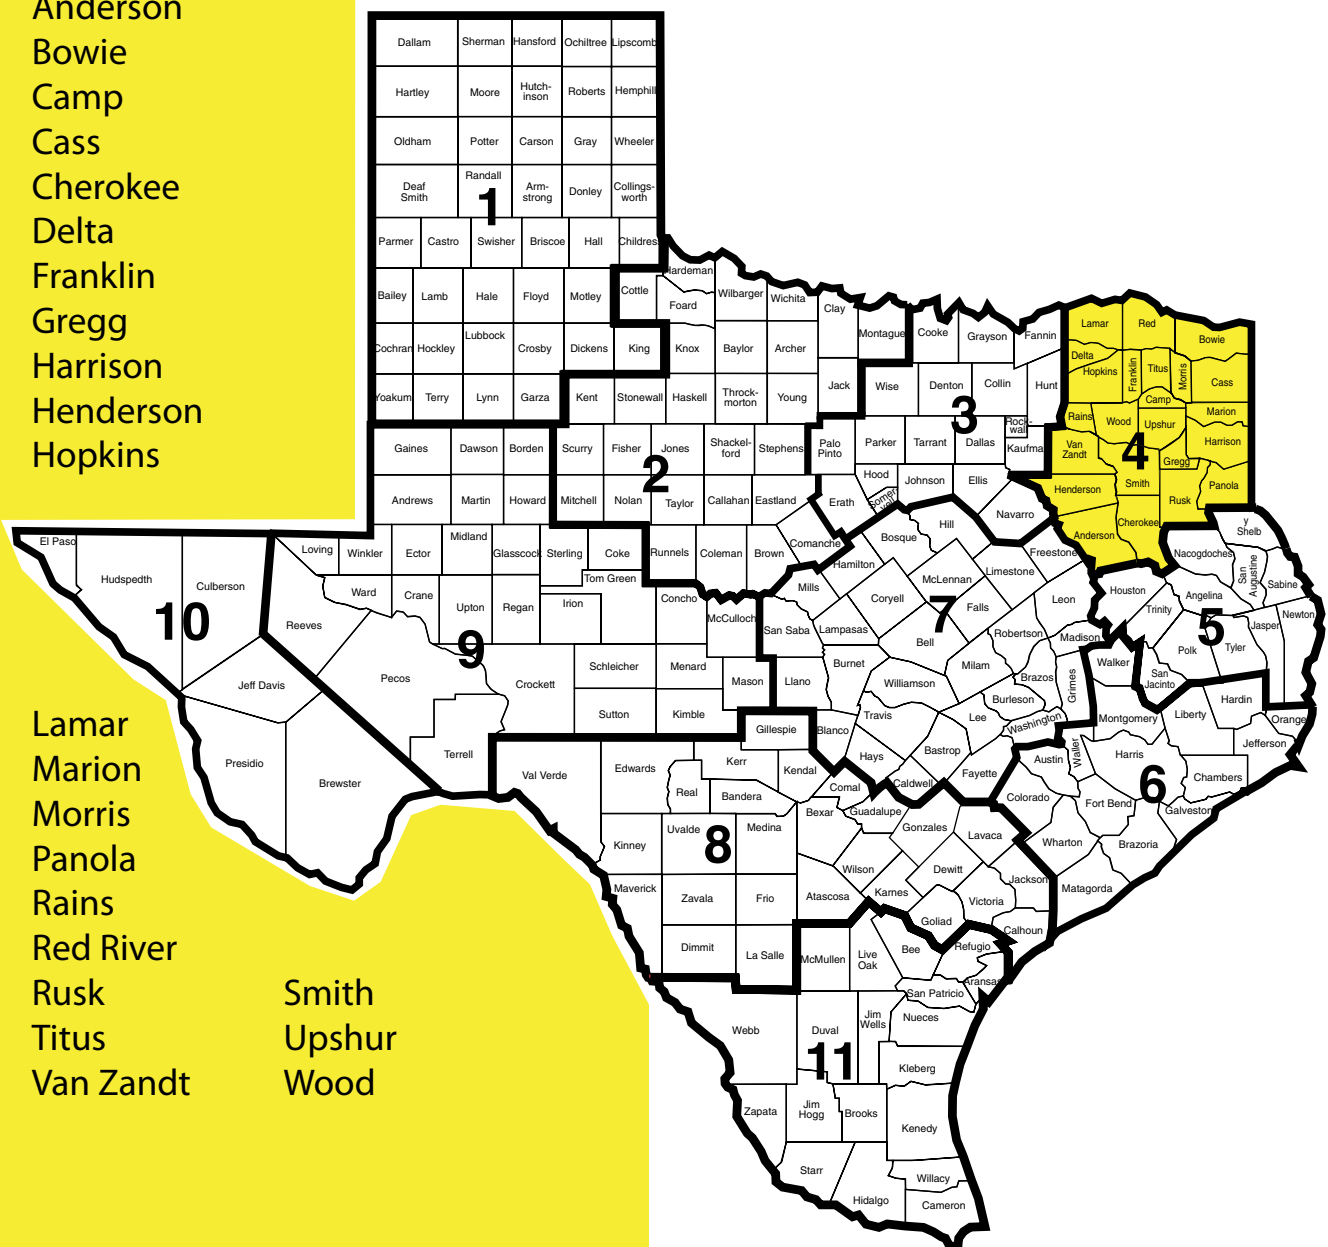 Anderson
Bowie
Camp
Cass
Cherokee
Delta
Franklin
Gregg
Harrison
Henderson
Hopkins
Lamar
Marion
Morris
Panola
Rains
Red River
Rusk
Titus
Van Zandt
Smith
Upshur
Wood
Dallam Sherman Hansford Ochiltree Lipscomb
Hartley Moore Hutch-
inson Roberts Hemphill
Oldham Potter Carson Gray Wheeler
Deaf
Smith Randall Arm-
strong Donley Collings-
worth
1
Parmer Castro Swisher Briscoe Hall Childres
Bailey Lamb Hale Floyd Motley Cottle
Hardeman
Foard Wilbarger Wichita Clay Montague
Cochran Hockley Lubbock Crosby Dickens King Knox Baylor Archer
Yoakum Terry Lynn Garza Kent Stonewall Haskell Throck-
morton Young Jack
Gaines Dawson Borden Scurry Fisher Jones Shackel-
ford Stephens Palo
Pinto
2
Andrews Martin Howard Mitchell Nolan Taylor Callahan Eastland Erath
Cooke Grayson Fannin
Wise Denton Collin Hunt
3
Parker Tarrant Dallas Rock-
wall Kaufma
Hood Johnson Ellis
Somer
vell
Navarro
Lamar Red Bowie
Delta Hopkins Franklin Titus Morris Cass
Camp Marion
Rains Wood Upshur Harrison
Van
Zandt 4 Gregg
Henderson Smith Rusk Panola
Anderson Cherokee
El Paso Hudspeth Culberson
10
Jeff Davis
Presidio Brewster
Loving Winkler Ector Midland Glasscock Sterling Coke Runnels Coleman Brown Comanche
Tom Green
Ward Crane Upton Regan Irion Concho McCulloch
Reeves 9
Pecos Crockett Schleicher Menard Mason
Sutton Kimble
Terrell
Hill Bosque Freestone
Hamilton McLennan Limestone
Mills Coryell 7 Falls Leon
San Saba Lampasas Bell Robertson Madison
Burnet Milam Brazos Grimes
Llano Williamson Burleson
Travis Lee Washington
Blanco Hays Bastrop
Caldwell Fayette
y
Shelb
Nacogdoches San
Augustine Sabine
Houston Angelina
Trinity 5 Jasper Newton
Polk Tyler
San
Jacinto
Walker
Hardin
Montgomery Liberty Orange
Jefferson
Austin Waller Harris
6 Chambers
Colorado Fort Bend Galveston
Wharton Brazoria
Matagorda
Gillespie
Val Verde Edwards Kerr Kendal
Real Bandera Comal
Bexar Guadalupe
Kinney Uvalde 8 Medina Gonzales Lavaca
Wilson Dewitt Jackson
Maverick Zavala Frio Atascosa Karnes Victoria
Goliad Calhoun
Dimmit La Salle
McMullen Live
Oak Bee Refugio
Aransas
San Patricio
Webb Duval Jim
Wells Nueces
11
Kleberg
Zapata Jim
Hogg Brooks Kenedy
Starr Willacy
Hidalgo Cameron